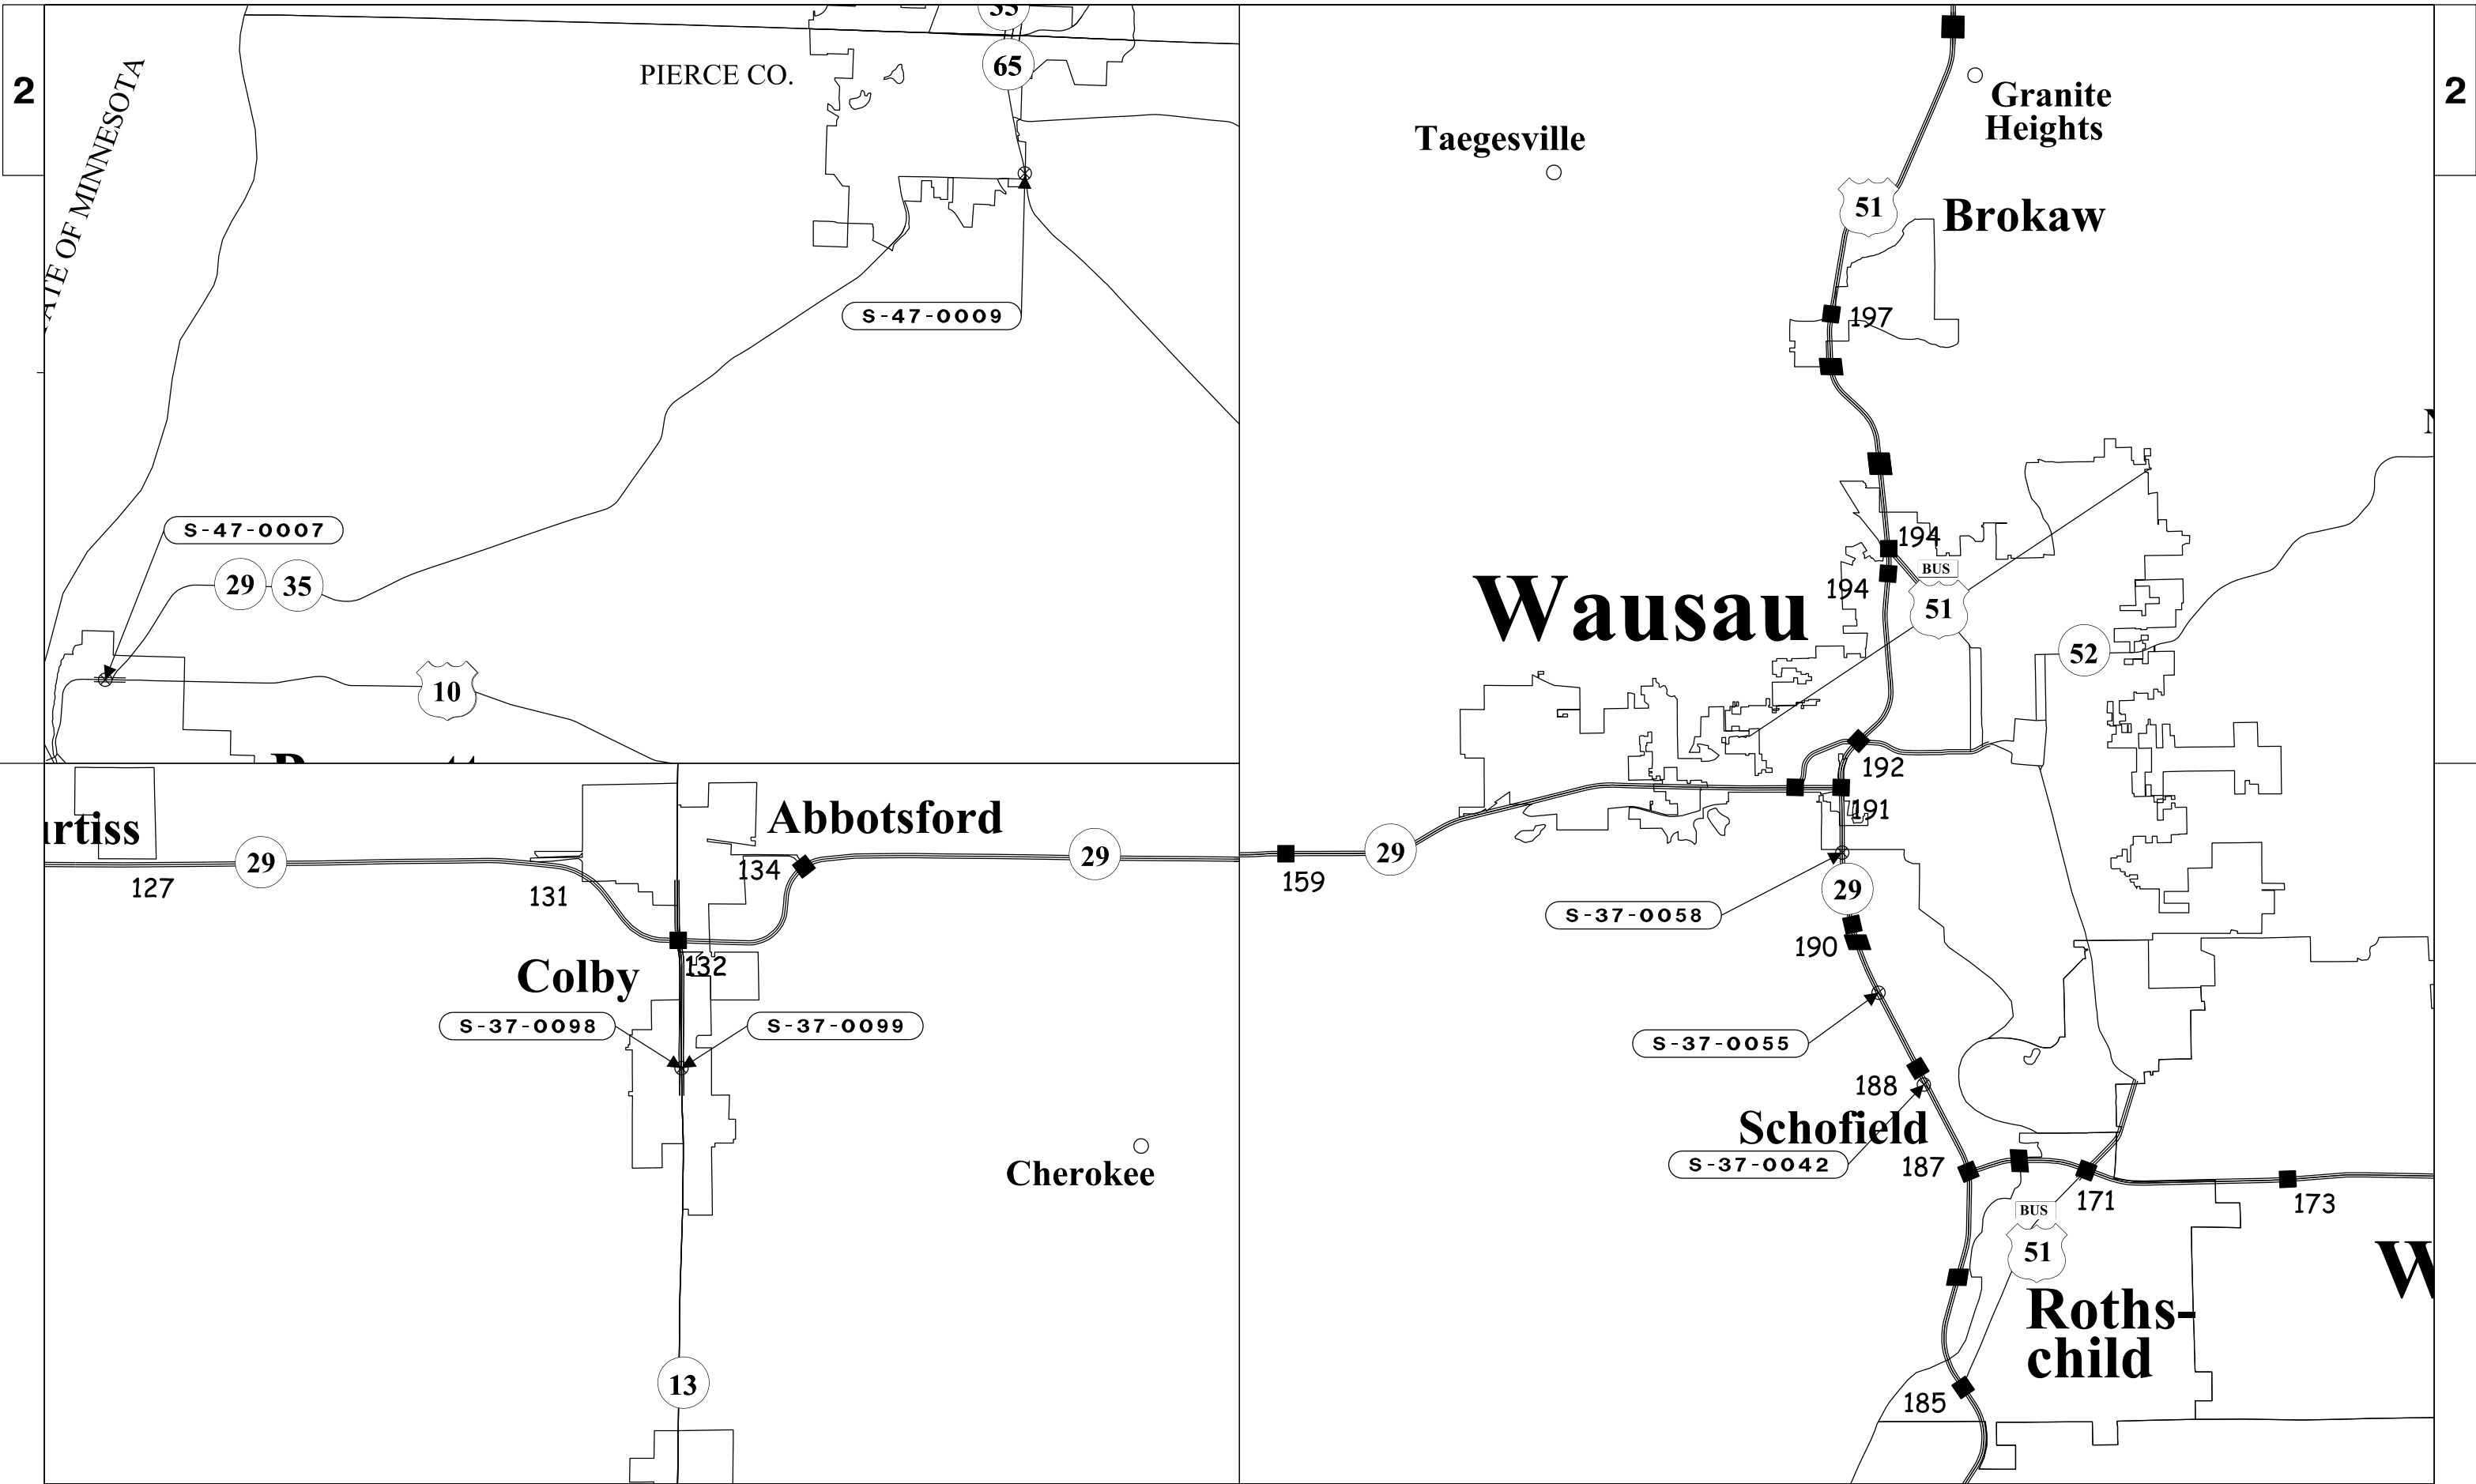 2
ATE OF MINNESOTA
PIERCE CO.
35
65
S-47-0009
S-47-0007
29
35
10
Granite
Heights
Taegesville
51
Brokaw
197
194
BUS
51
194
Wausau
52
192
191
159
29
S-37-0058
29
190
S-37-0055
188
Schofield
S-37-0042
187
171
173
BUS
51
Roths-
child
185
urtiss
29
127
131
Abbotsford
134
29
132
Colby
S-37-0098
S-37-0099
Cherokee
13
W
2